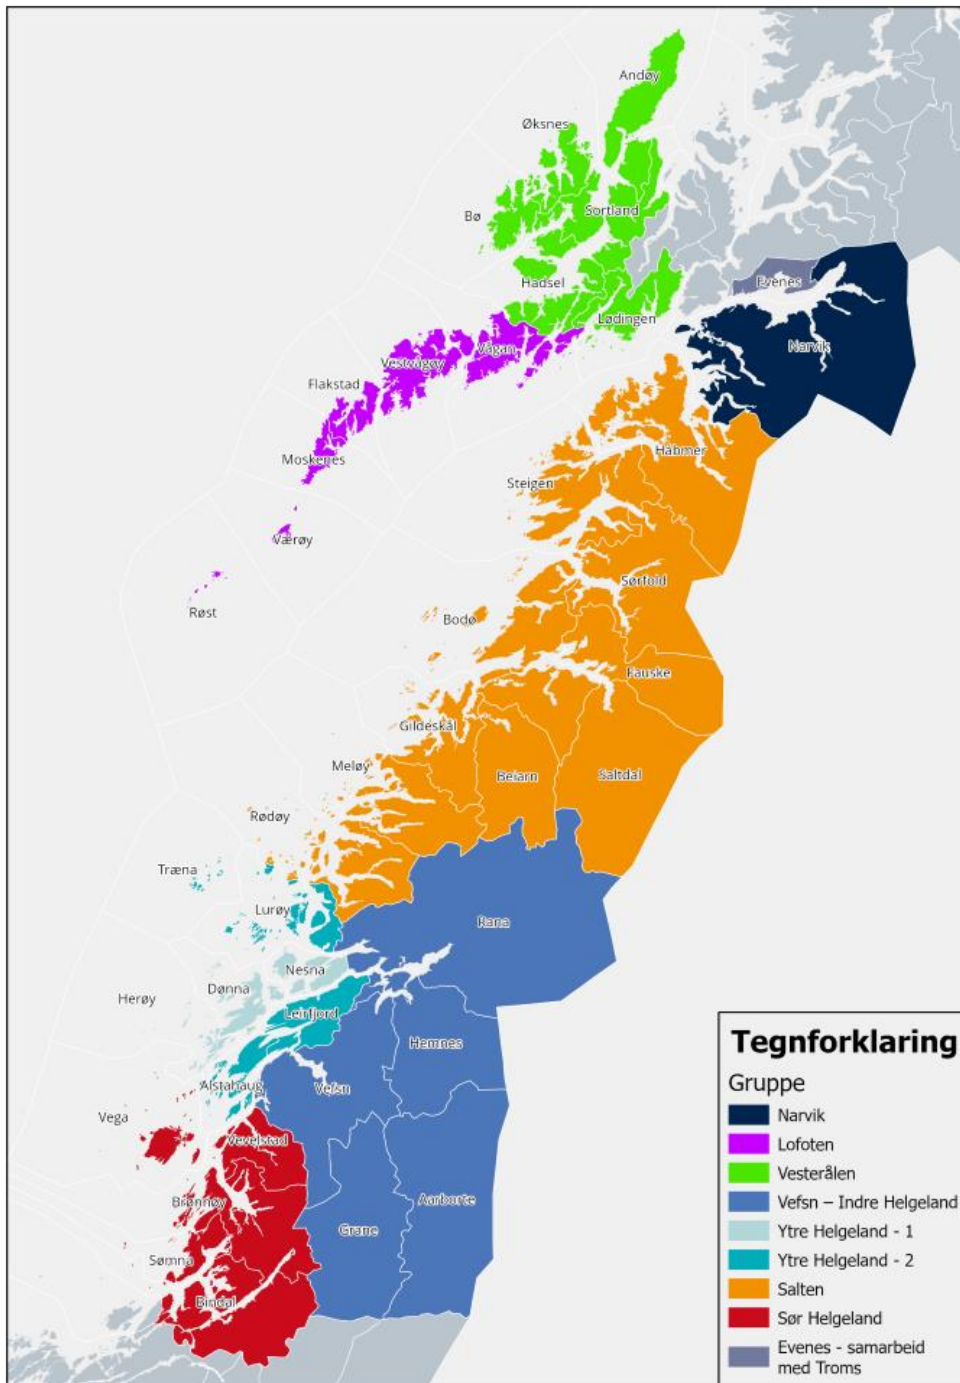 Andøy
Øksnes
Bø
Sortland
Hadsel
Evenes
Lødingen
Narvik
Vågan
Vestvågøy
Flakstad
Moskenes
Hábmer
Steigen
Værøy
Sørfold
Røst
Bodø
Fauske
Gildeskål
Meløy
Beiarn
Saltdal
Rødøy
Træna
Lurøy
Rana
Nesna
Dønna
Herøy
Leirfjord
Hemnes
Alstahaug
Vefsn
Vega
Vevelstad
Brønnøy
Aarborte
Grane
Sømna
Bindal
Tegnforklaring
Gruppe
Narvik
Lofoten
Vesterålen
Vefsn – Indre Helgeland
Ytre Helgeland - 1
Ytre Helgeland - 2
Salten
Sør Helgeland
Evenes - samarbeid
med Troms